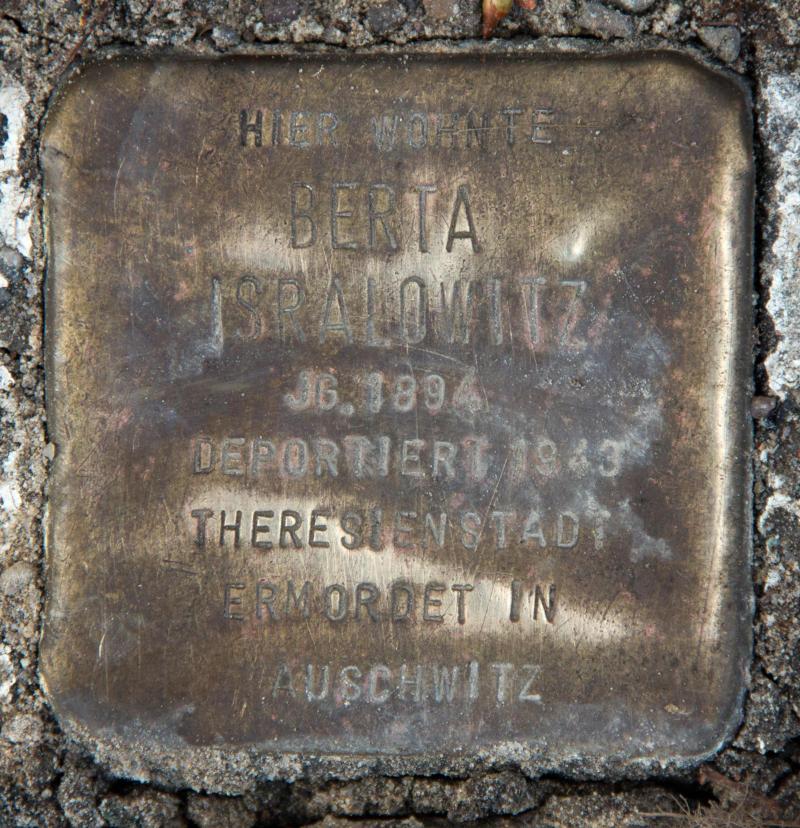 HIER WOHNTE
BERTA
ISRALOWITZ
JG. 1894
DEPORTIERT 1943
THERESIENSTADT
ERMORDET IN
AUSCHWITZ